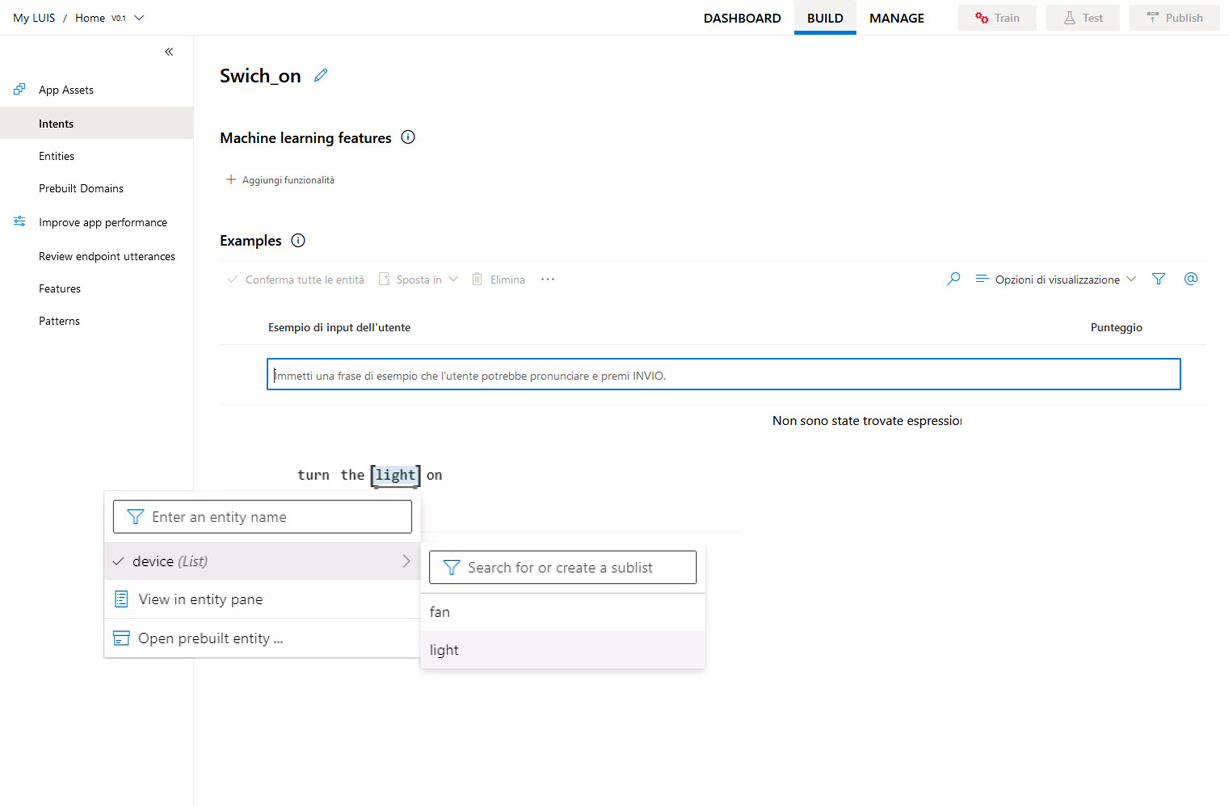 My LUIS / Home V0.1
DASHBOARD BUILD MANAGE Train Test Publish
«
App Assets
Intents
Entities
Prebuilt Domains
Improve app performance
Review endpoint utterances
Features
Patterns
Swich_on
Machine learning features
+ Aggiungi funzionalità
Examples
Conferma tutte le entità Sposta in Elimina ... Opzioni di visualizzazione @
Esempio di input dell'utente Punteggio
Immetti una frase di esempio che l'utente potrebbe pronunciare e premi INVIO.
Non sono state trovate espression
turn the [light] on
Enter an entity name
device (List)
View in entity pane
Open prebuilt entity ...
Search for or create a sublist
fan
light